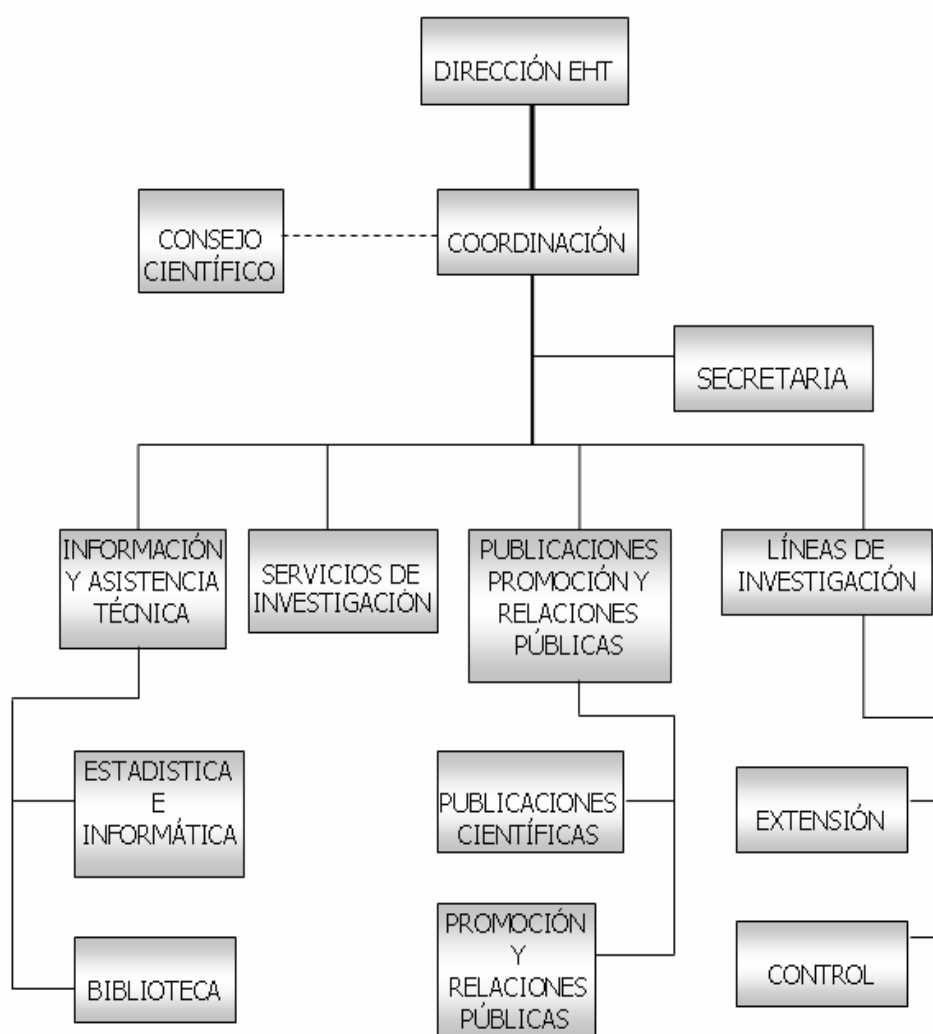 DIRECCIÓN EHT
CONSEJO
CIENTÍFICO
COORDINACIÓN
SECRETARIA
INFORMACIÓN
Y ASISTENCIA
TÉCNICA
SERVICIOS DE
INVESTIGACIÓN
PUBLICACIONES
PROMOCIÓN Y
RELACIONES
PÚBLICAS
LÍNEAS DE
INVESTIGACIÓN
ESTADISTICA
E
INFORMÁTICA
PUBLICACIONES
CIENTÍFICAS
EXTENSIÓN
BIBLIOTECA
PROMOCIÓN
Y
RELACIONES
PÚBLICAS
CONTROL